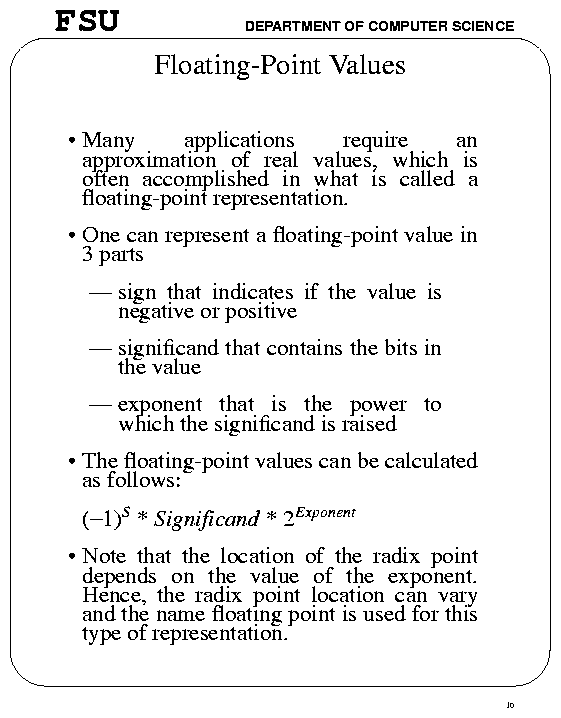 FSU DEPARTMENT OF COMPUTER SCIENCE
Floating-Point Values
• Many applications require an
approximation of real values, which is
often accomplished in what is called a
floating-point representation.
• One can represent a floating-point value in
3 parts
— sign that indicates if the value is
negative or positive
— significand that contains the bits in
the value
— exponent that is the power to
which the significand is raised
• The floating-point values can be calculated
as follows:
(−1)^S * Significand * 2^Exponent
• Note that the location of the radix point
depends on the value of the exponent.
Hence, the radix point location can vary
and the name floating point is used for this
type of representation.